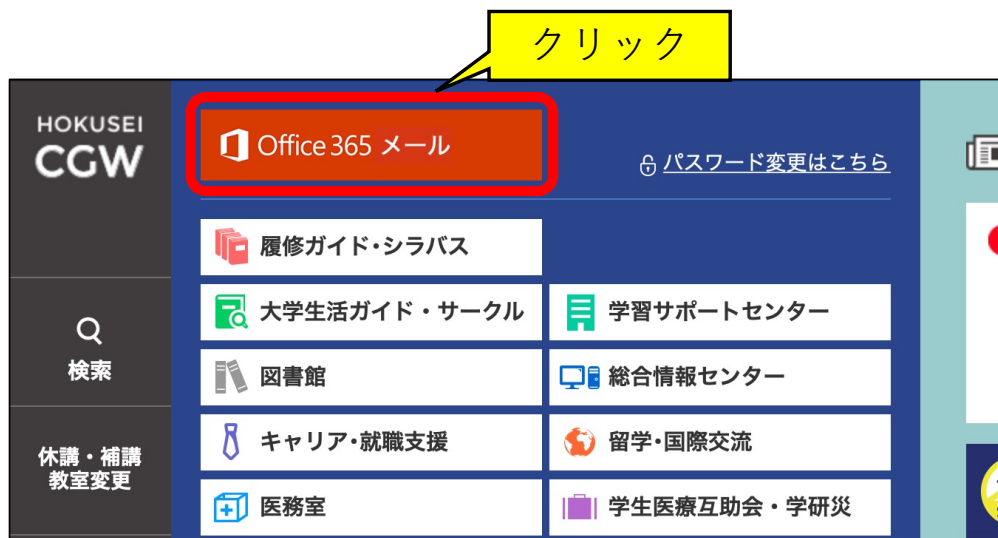 クリック
HOKUSEI
CGW
Office 365 メール
パスワード変更はこちら
履修ガイド・シラバス
大学生活ガイド・サークル
学習サポートセンター
検索
図書館
総合情報センター
キャリア・就職支援
留学・国際交流
休講・補講
教室変更
医務室
学生医療互助会・学研災